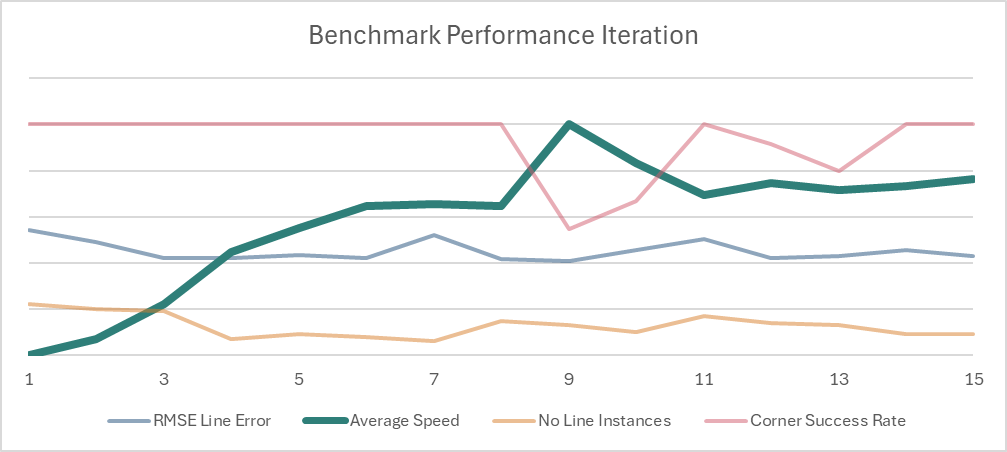 Benchmark Performance Iteration
1 3 5 7 9 11 13 15
RMSE Line Error Average Speed No Line Instances Corner Success Rate